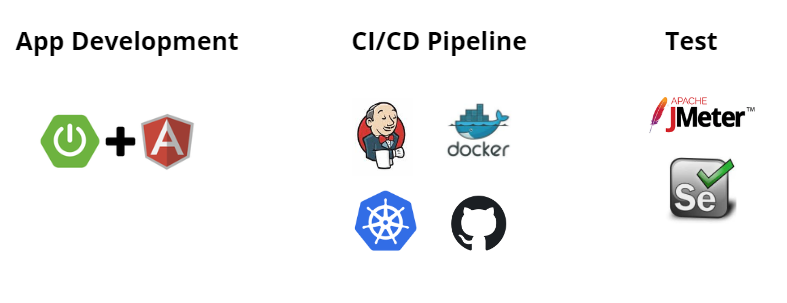 App Development
CI/CD Pipeline
Test
A
docker
APACHE
JMeter™
Se